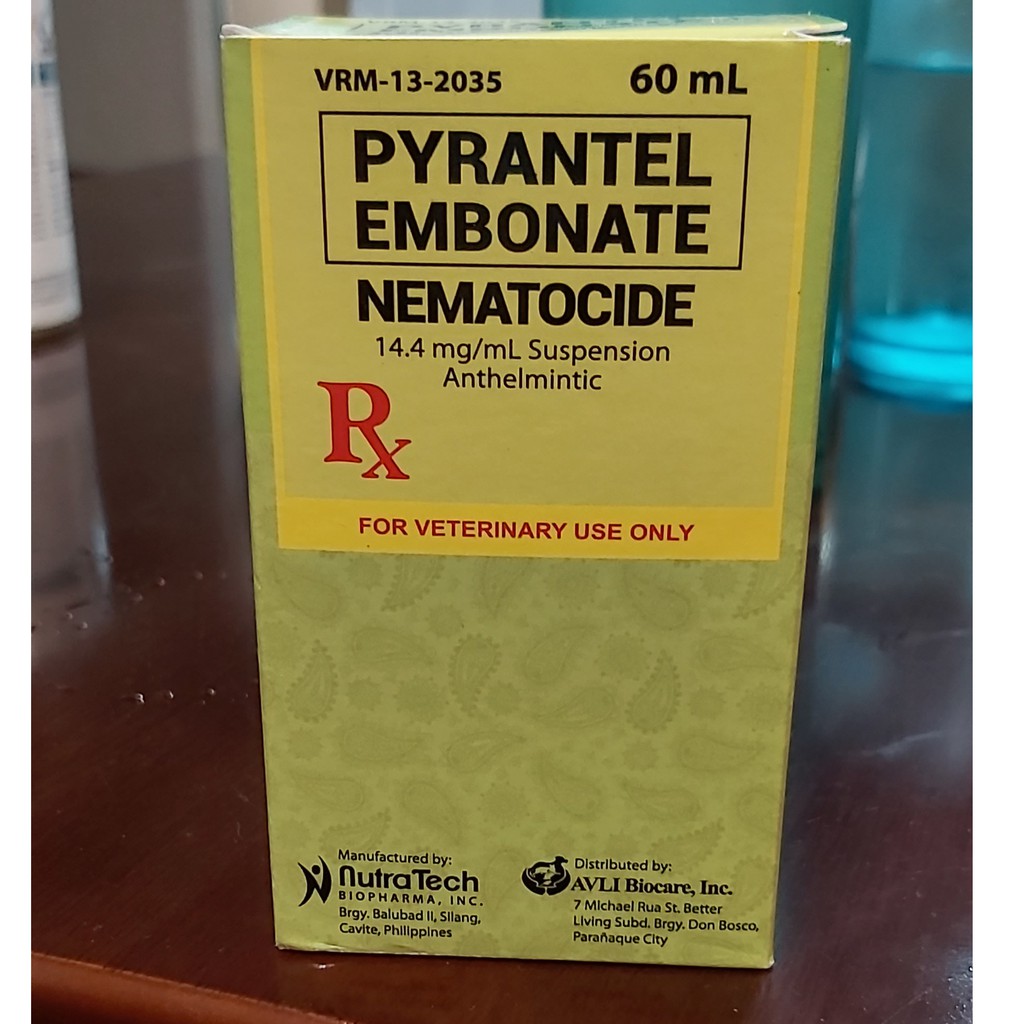 VRM-13-2035
60 mL
PYRANTEL
EMBONATE
NEMATOCIDE
14.4 mg/mL Suspension
Anthelmintic
Rx
FOR VETERINARY USE ONLY
Manufactured by:
NutraTech
BIOPHARMA, INC.
Brgy. Balubad II, Silang,
Cavite, Philippines
Distributed by:
AVLI Biocare, Inc.
7 Michael Rua St. Better
Living Subd. Brgy. Don Bosco,
Parañaque City